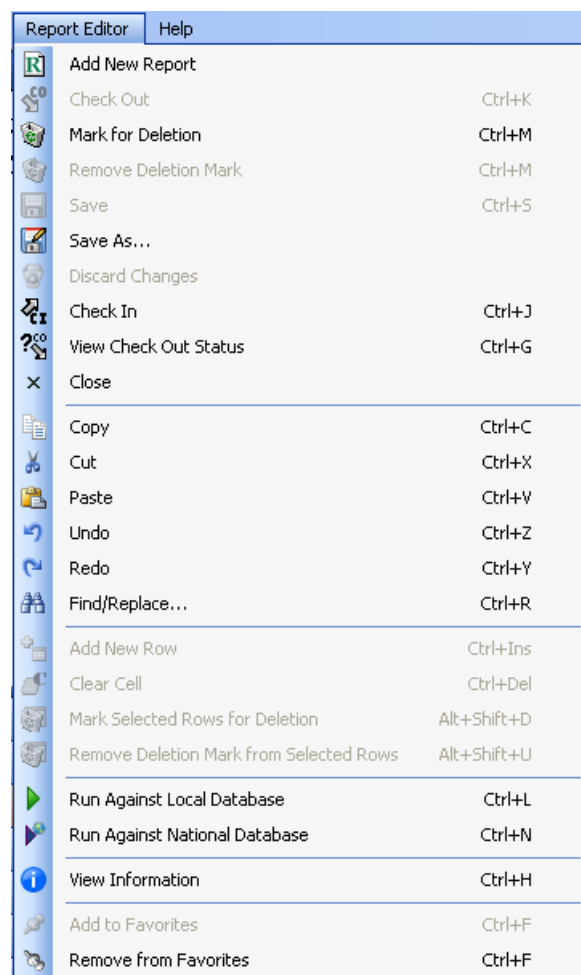 Report Editor Help
Add New Report
Check Out Ctrl+K
Mark for Deletion Ctrl+M
Remove Deletion Mark Ctrl+M
Save Ctrl+S
Save As...
Discard Changes
Check In Ctrl+J
View Check Out Status Ctrl+G
Close
Copy Ctrl+C
Cut Ctrl+X
Paste Ctrl+V
Undo Ctrl+Z
Redo Ctrl+Y
Find/Replace... Ctrl+R
Add New Row Ctrl+Ins
Clear Cell Ctrl+Del
Mark Selected Rows for Deletion Alt+Shift+D
Remove Deletion Mark from Selected Rows Alt+Shift+U
Run Against Local Database Ctrl+L
Run Against National Database Ctrl+N
View Information Ctrl+H
Add to Favorites Ctrl+F
Remove from Favorites Ctrl+F